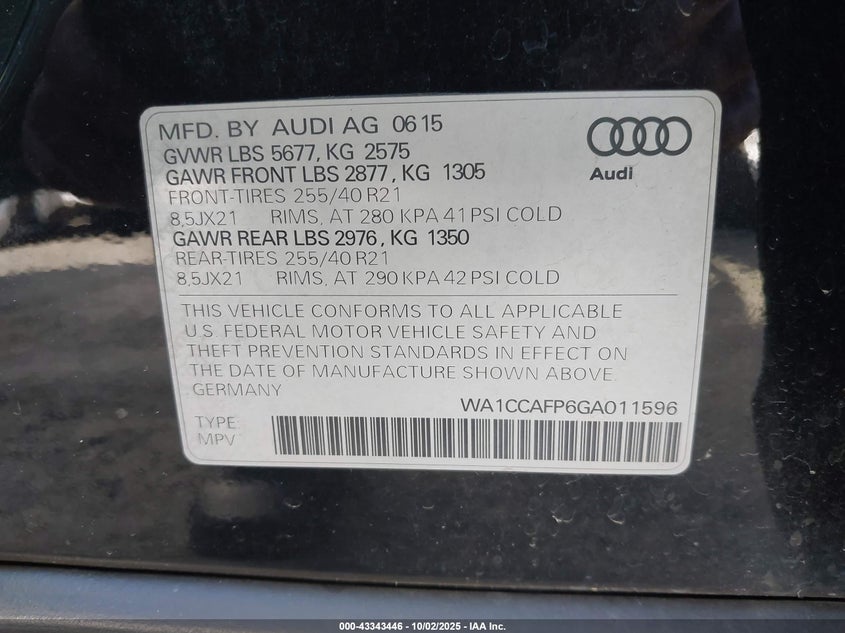 MFD. BY AUDI AG 06 15
GVWR LBS 5677, KG 2575
GAWR FRONT LBS 2877, KG 1305
FRONT-TIRES 255/40 R21
8,5JX21 RIMS, AT 280 KPA 41 PSI COLD
GAWR REAR LBS 2976, KG 1350
REAR-TIRES 255/40 R21
8,5JX21 RIMS, AT 290 KPA 42 PSI COLD
Audi
THIS VEHICLE CONFORMS TO ALL APPLICABLE
U.S. FEDERAL MOTOR VEHICLE SAFETY AND
THEFT PREVENTION STANDARDS IN EFFECT ON
THE DATE OF MANUFACTURE SHOWN ABOVE.
GERMANY
WA1CCAFP6GA011596
TYPE:
MPV
000-43343446 - 10/02/2025 - IAA Inc.